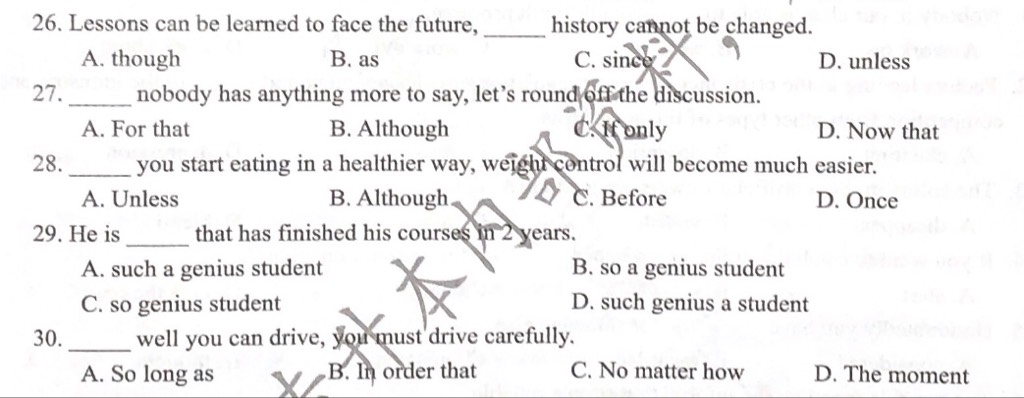 26. Lessons can be learned to face the future, ______ history cannot be changed.
A. though B. as C. since D. unless
27. ______ nobody has anything more to say, let's round off the discussion.
A. For that B. Although C. If only D. Now that
28. ______ you start eating in a healthier way, weight control will become much easier.
A. Unless B. Although C. Before D. Once
29. He is ______ that has finished his courses in 2 years.
A. such a genius student B. so a genius student
C. so genius student D. such genius a student
30. ______ well you can drive, you must drive carefully.
A. So long as B. In order that C. No matter how D. The moment